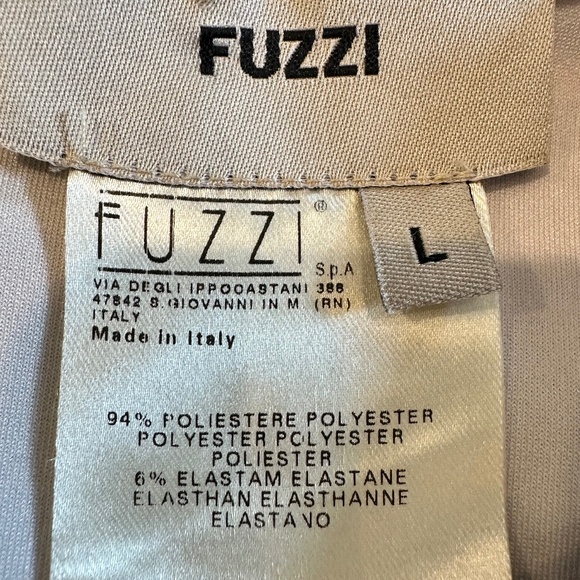 FUZZI
FUZZI®
S.p.A
L
VIA DEGLI IPPOCASTANI 388
47842 S.GIOVANNI IN M. (RN)
ITALY
Made in Italy
94% POLIESTERE POLYESTER
POLYESTER POLYESTER
POLIESTER
6% ELASTAM ELASTANE
ELASTHAN ELASTHANNE
ELASTANO